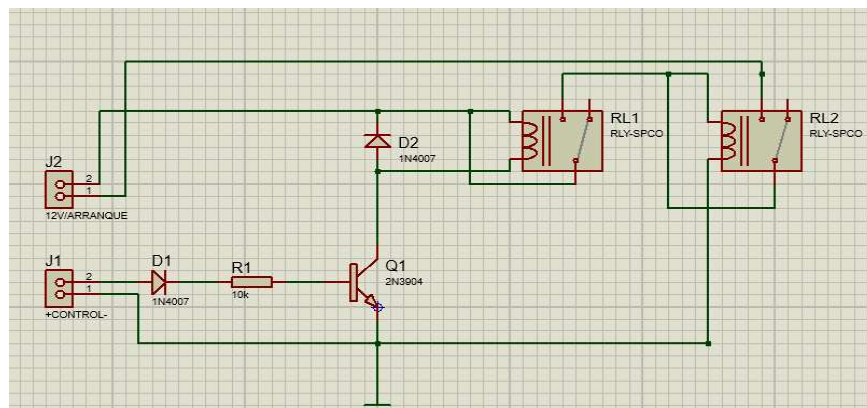 RL1
RLY-SPCO
RL2
RLY-SPCO
D2
1N4007
J2
2
1
12V/ARRANQUE
J1
2
1
+CONTROL-
D1
1N4007
R1
10k
Q1
2N3904